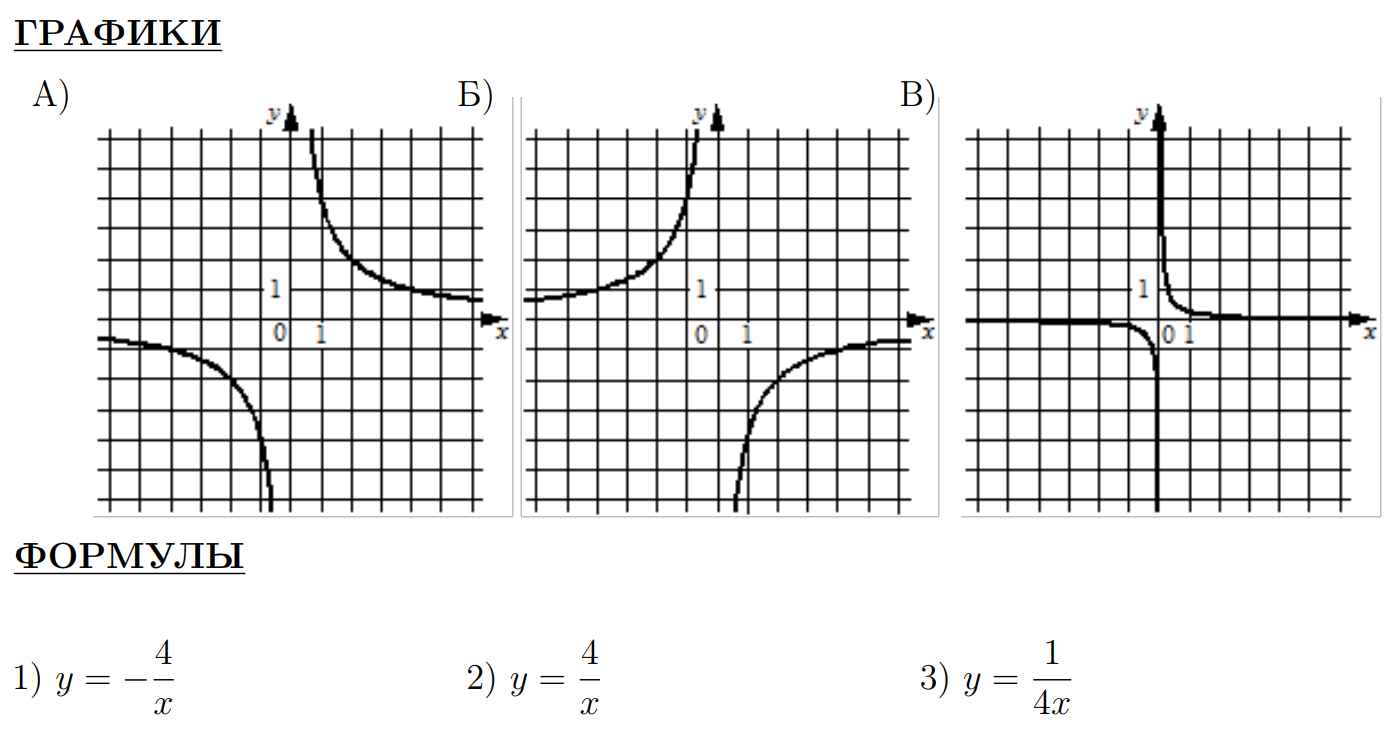 ГРАФИКИ
А) Б) В)
y y y
1 1 1
0 1 x 0 1 x 0 1 x
ФОРМУЛЫ
1) y = −4/x 2) y = 4/x 3) y = 1/4x